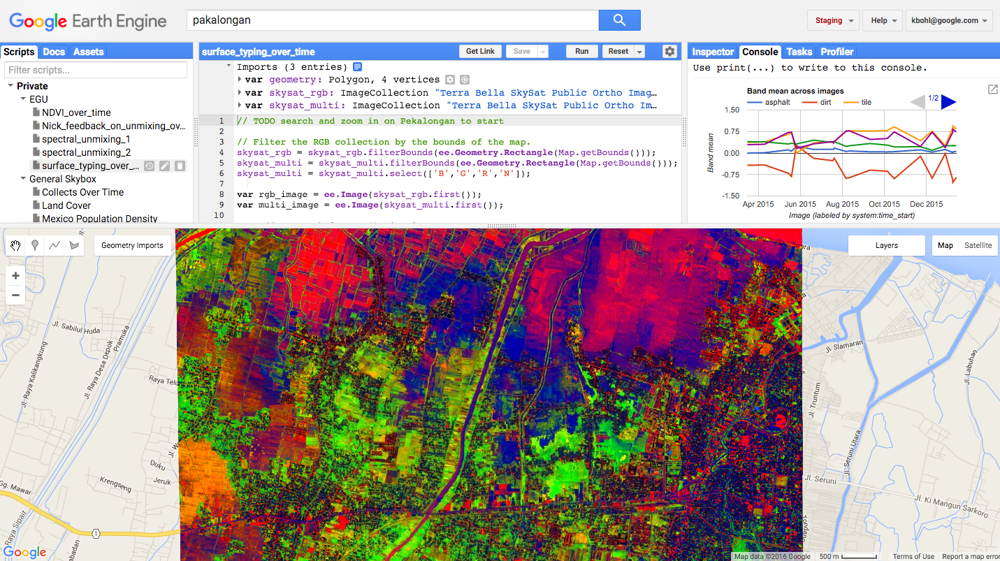 Google Earth Engine
pakalongan
Staging
Help
kbohl@google.com
Scripts Docs Assets
Filter scripts...
Private
EGU
NDVI_over_time
Nick_feedback_on_unmixing_ov...
spectral_unmixing_1
spectral_unmixing_2
surface_typing_over_...
General Skybox
Collects Over Time
Land Cover
Mexico Population Density
surface_typing_over_time
Get Link Save Run Reset
Imports (3 entries)
var geometry: Polygon, 4 vertices
var skysat_rgb: ImageCollection "Terra Bella SkySat Public Ortho Imag…
var skysat_multi: ImageCollection "Terra Bella SkySat Public Ortho Im…
1 // TODO search and zoom in on Pekalongan to start
2
3 // Filter the RGB collection by the bounds of the map.
4 skysat_rgb = skysat_rgb.filterBounds(ee.Geometry.Rectangle(Map.getBounds()));
5 skysat_multi = skysat_multi.filterBounds(ee.Geometry.Rectangle(Map.getBounds()));
6 skysat_multi = skysat_multi.select(['B','G','R','N']);
7
8 var rgb_image = ee.Image(skysat_rgb.first());
9 var multi_image = ee.Image(skysat_multi.first());
10
Inspector Console Tasks Profiler
Use print(...) to write to this console.
Band mean across images
asphalt dirt tile
1/2
1.50
0.75
0.00
-0.75
-1.50
Band mean
Apr 2015 Jun 2015 Aug 2015 Oct 2015 Dec 2015
Image (labeled by system:time_start)
Geometry Imports
Layers
Map Satellite
+
−
Jl. Sabilul Huda
Jl. Raya Kalikangkung
Jl. Raya Desa Depok
Pramuka
Raya Telu
Duku
Jeruk
Krengseng
Gg. Mawar
Raya Sipait
1
Jl. Slamaran
Jl. Labuhan
Jl. Truntum
Jl. Seruni Utara
Jl. Seruni
Jl. Ki Mangun Sarkoro
Google
Map data ©2016 Google
500 m
Terms of Use
Report a map error